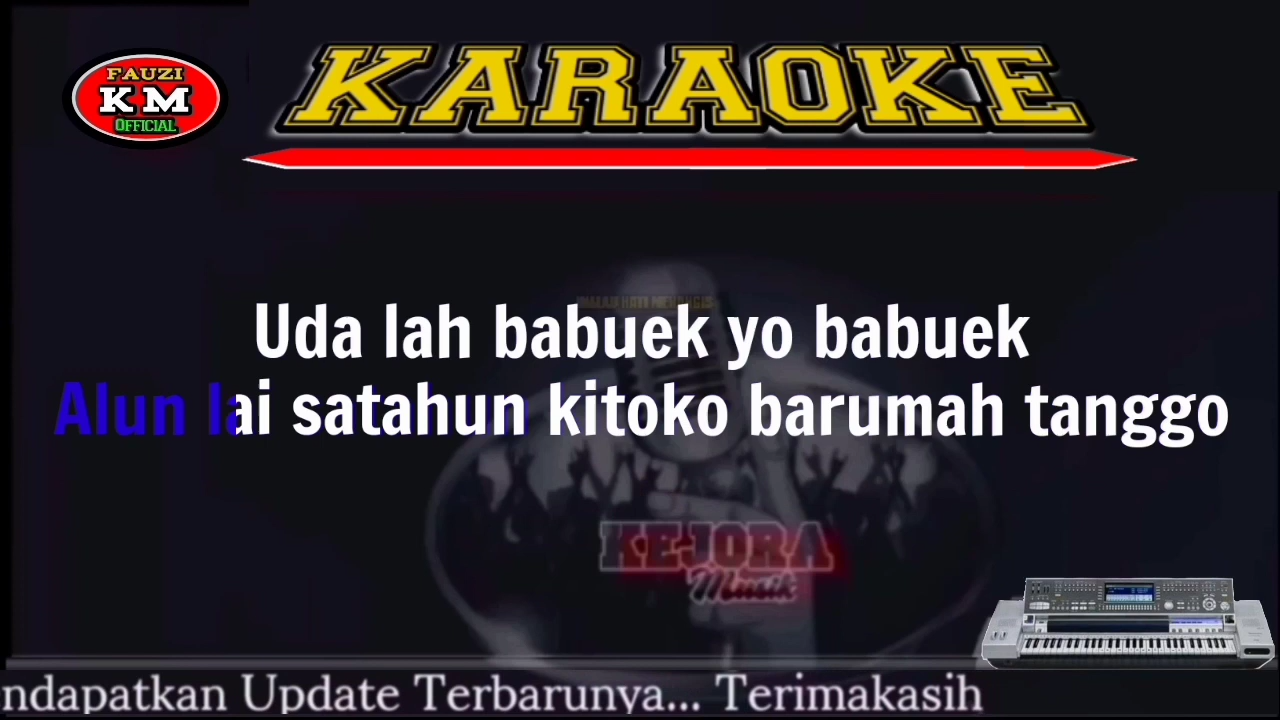 FAUZI
KM
OFFICIAL
KARAOKE
Uda lah babuek yo babuek
Alun lai satahun kitoko barumah tanggo
KEJORA
Musik
ndapatkan Update Terbarunya... Terimakasih